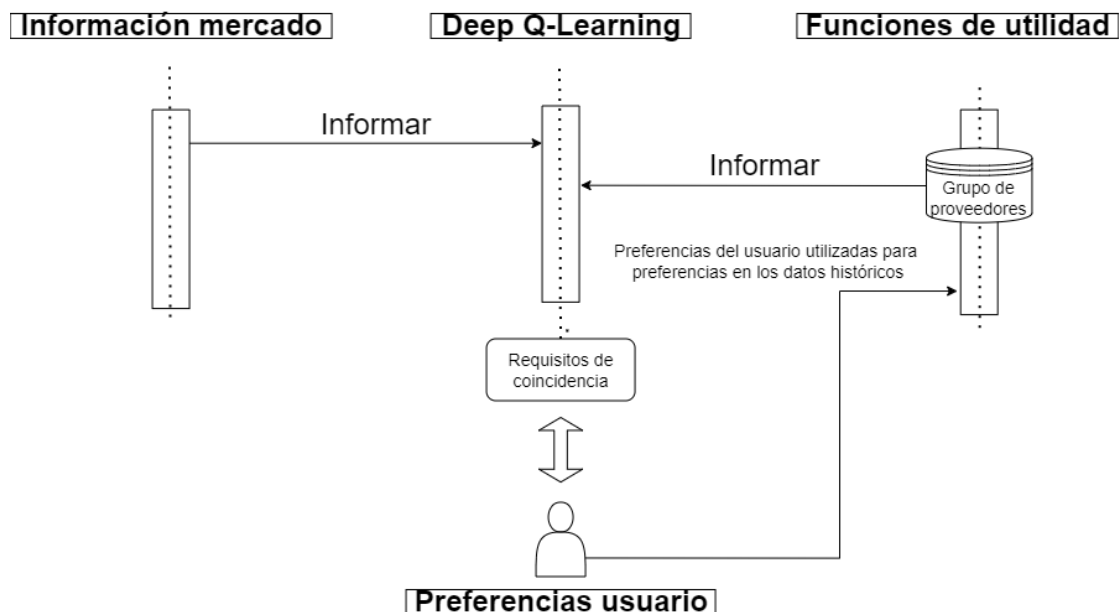 Información mercado
Deep Q-Learning
Funciones de utilidad
Informar
Informar
Grupo de
proveedores
Preferencias del usuario utilizadas para
preferencias en los datos históricos
Requisitos de
coincidencia
Preferencias usuario